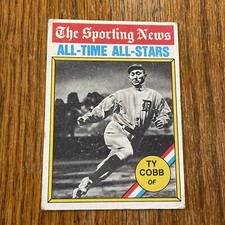 The Sporting News
ALL-TIME ALL-STARS
D
TY
COBB
OF